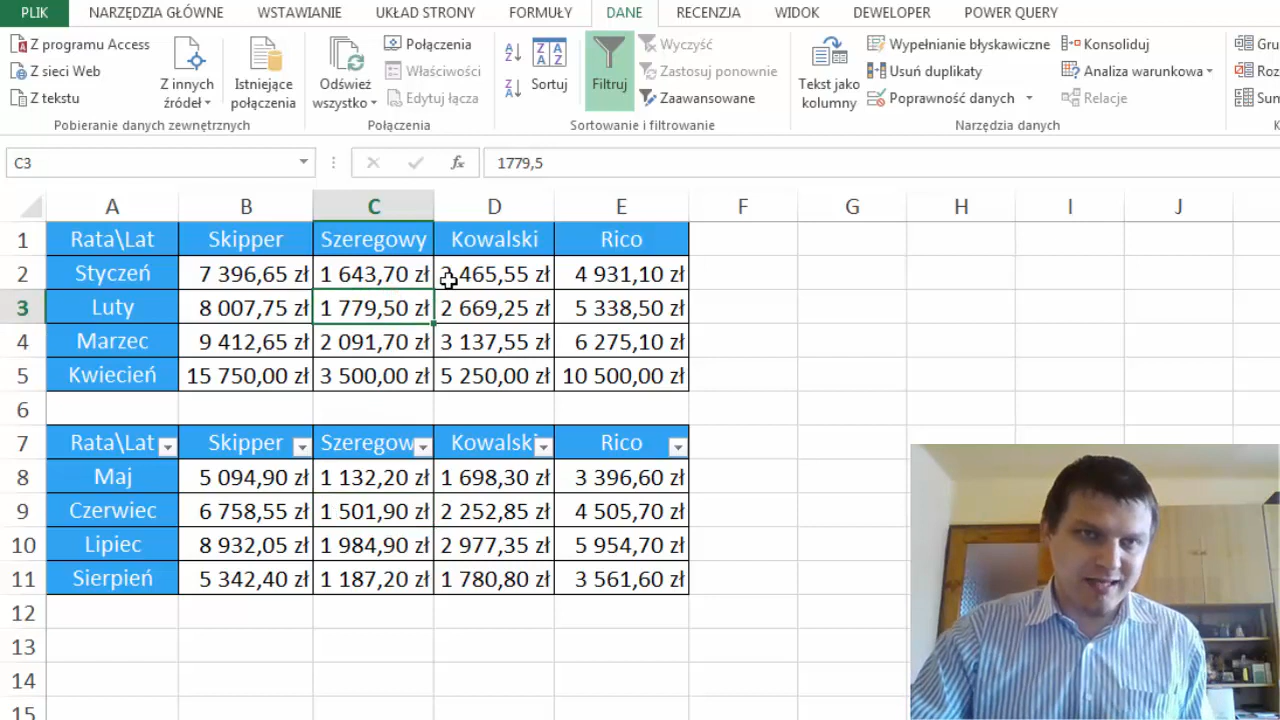 PLIK NARZĘDZIA GŁÓWNE WSTAWIANIE UKŁAD STRONY FORMUŁY DANE RECENZJA WIDOK DEWELOPER POWER QUERY
Z programu Access
Z sieci Web
Z tekstu
Z innych
źródeł
Istniejące
połączenia
Pobieranie danych zewnętrznych
Odśwież
wszystko
Połączenia
Właściwości
Edytuj łącza
Połączenia
Sortuj
Filtruj
Wyczyść
Zastosuj ponownie
Zaawansowane
Sortowanie i filtrowanie
Tekst jako
kolumny
Wypełnianie błyskawiczne
Usuń duplikaty
Poprawność danych
Konsoliduj
Analiza warunkowa
Relacje
Narzędzia danych
Gru
Roz
Sum
K
C3 fx 1779,5
A B C D E F G H I J
1 Rata\Lat Skipper Szeregowy Kowalski Rico
2 Styczeń 7 396,65 zł 1 643,70 zł 465,55 zł 4 931,10 zł
3 Luty 8 007,75 zł 1 779,50 zł 2 669,25 zł 5 338,50 zł
4 Marzec 9 412,65 zł 2 091,70 zł 3 137,55 zł 6 275,10 zł
5 Kwiecień 15 750,00 zł 3 500,00 zł 5 250,00 zł 10 500,00 zł
6
7 Rata\Lat Skipper Szeregow Kowalski Rico
8 Maj 5 094,90 zł 1 132,20 zł 1 698,30 zł 3 396,60 zł
9 Czerwiec 6 758,55 zł 1 501,90 zł 2 252,85 zł 4 505,70 zł
10 Lipiec 8 932,05 zł 1 984,90 zł 2 977,35 zł 5 954,70 zł
11 Sierpień 5 342,40 zł 1 187,20 zł 1 780,80 zł 3 561,60 zł
12
13
14
15